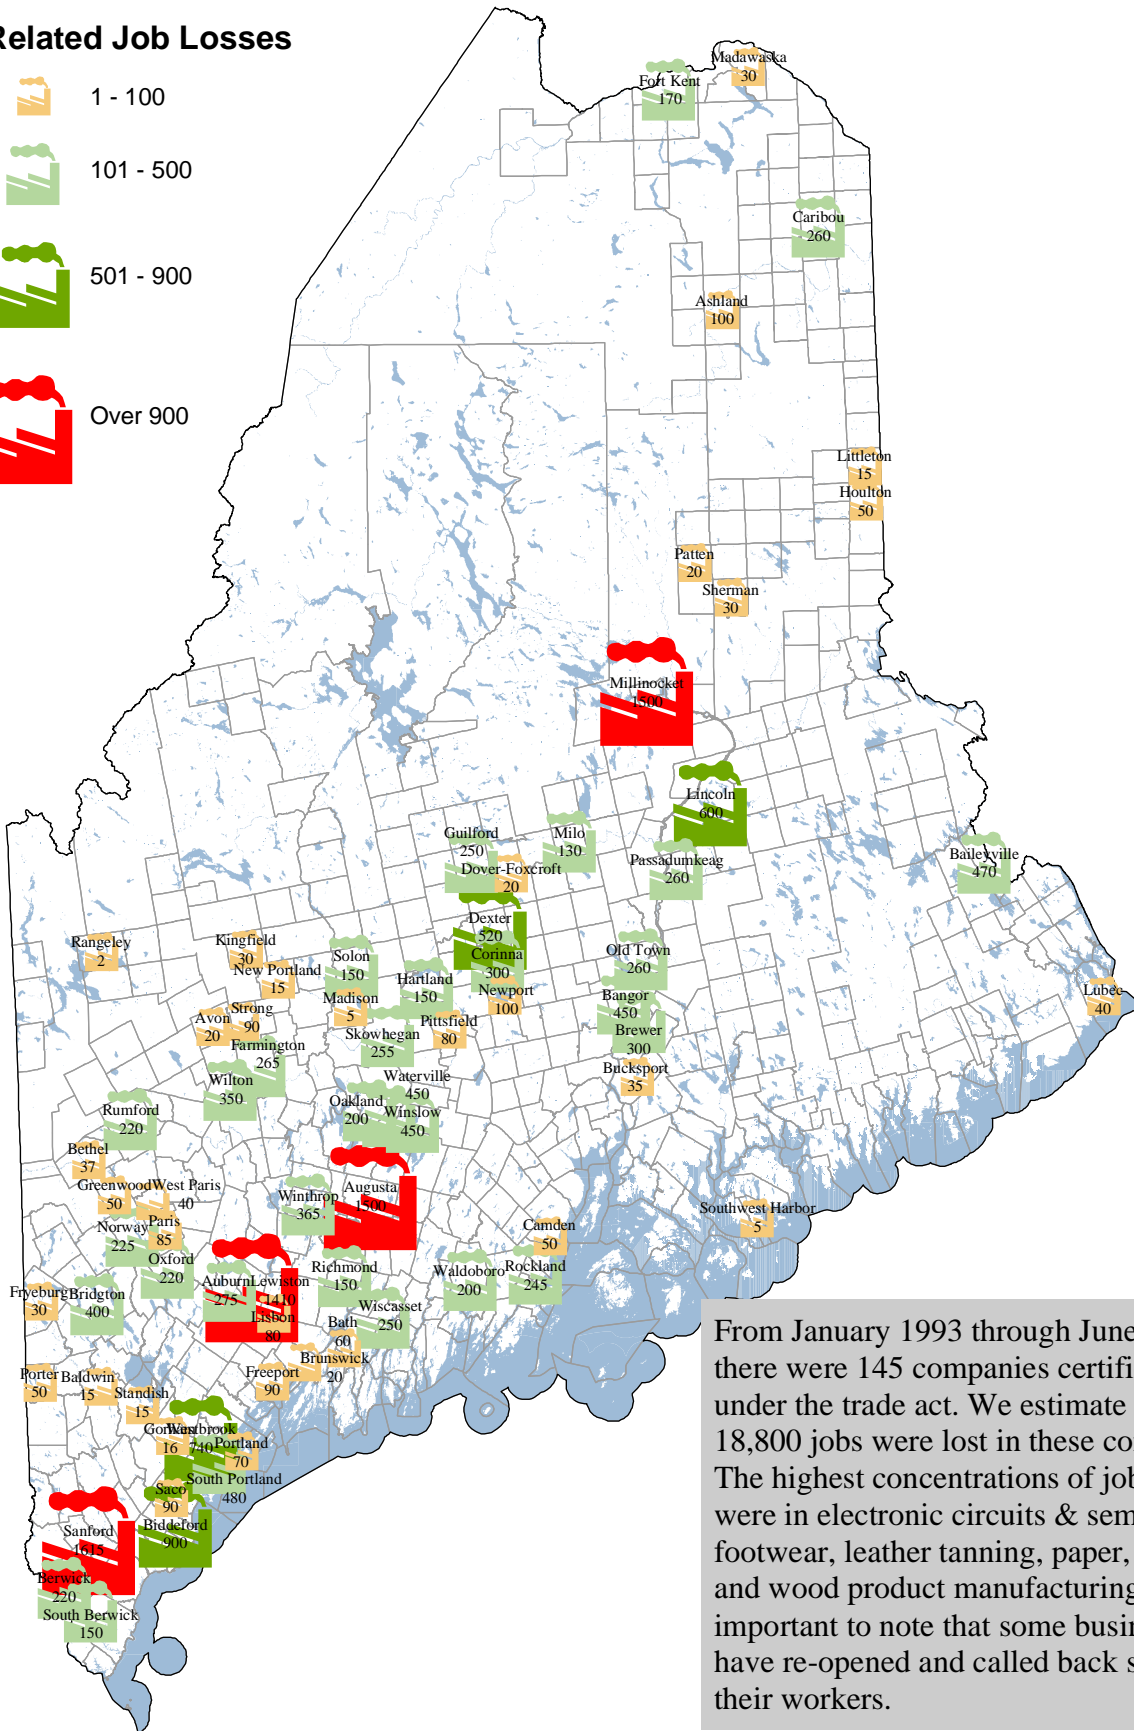 Related Job Losses
1 - 100
101 - 500
501 - 900
Over 900
Madawaska
30
Fort Kent
170
Caribou
260
Ashland
100
Littleton
15
Houlton
50
Patten
20
Sherman
30
Millinocket
1500
Lincoln
600
Guilford
250
Milo
130
Passadumkeag
260
Baileyville
470
Dover-Foxcroft
20
Dexter
520
Corinna
300
Newport
100
Old Town
260
Bangor
450
Brewer
300
Bucksport
35
Lubec
40
Rangeley
2
Kingfield
30
New Portland
15
Solon
150
Hartland
150
Madison
5
Pittsfield
80
Skowhegan
255
Strong
90
Avon
20
Farmington
265
Wilton
350
Waterville
450
Oakland
200
Winslow
450
Rumford
220
Bethel
37
Greenwood
50
West Paris
40
Winthrop
365
Augusta
1500
Norway
225
Paris
85
Oxford
220
Camden
50
Southwest Harbor
5
Richmond
150
Waldoboro
200
Rockland
245
Auburn
275
Lewiston
1410
Lisbon
80
Wiscasset
250
Bath
60
Brunswick
20
Fryeburg
30
Bridgton
400
Porter
50
Baldwin
15
Standish
15
Freeport
90
Gorham
16
Westbrook
740
Portland
70
South Portland
480
Saco
90
Biddeford
900
Sanford
1615
Berwick
220
South Berwick
150
From January 1993 through June
there were 145 companies certifi
under the trade act. We estimate
18,800 jobs were lost in these co
The highest concentrations of job
were in electronic circuits & sem
footwear, leather tanning, paper,
and wood product manufacturing
important to note that some busin
have re-opened and called back s
their workers.